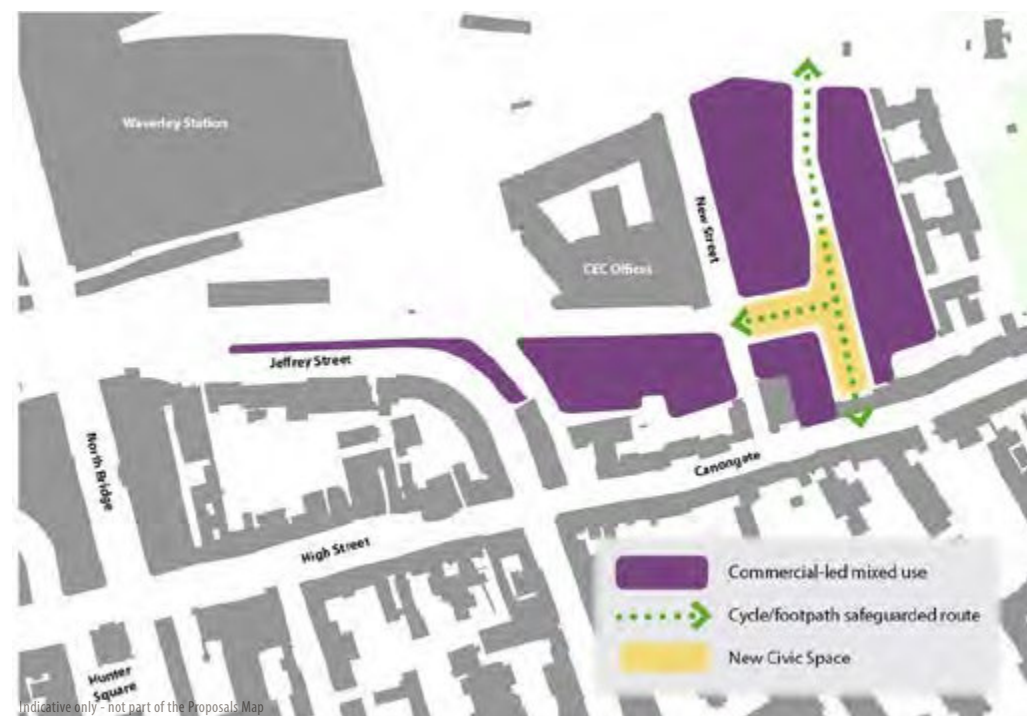 Waverley Station
New Street
CEC Offices
Jeffrey Street
North Bridge
Canongate
High Street
Hunter
Square
Commercial-led mixed use
Cycle/footpath safeguarded route
New Civic Space
Indicative only - not part of the Proposals Map